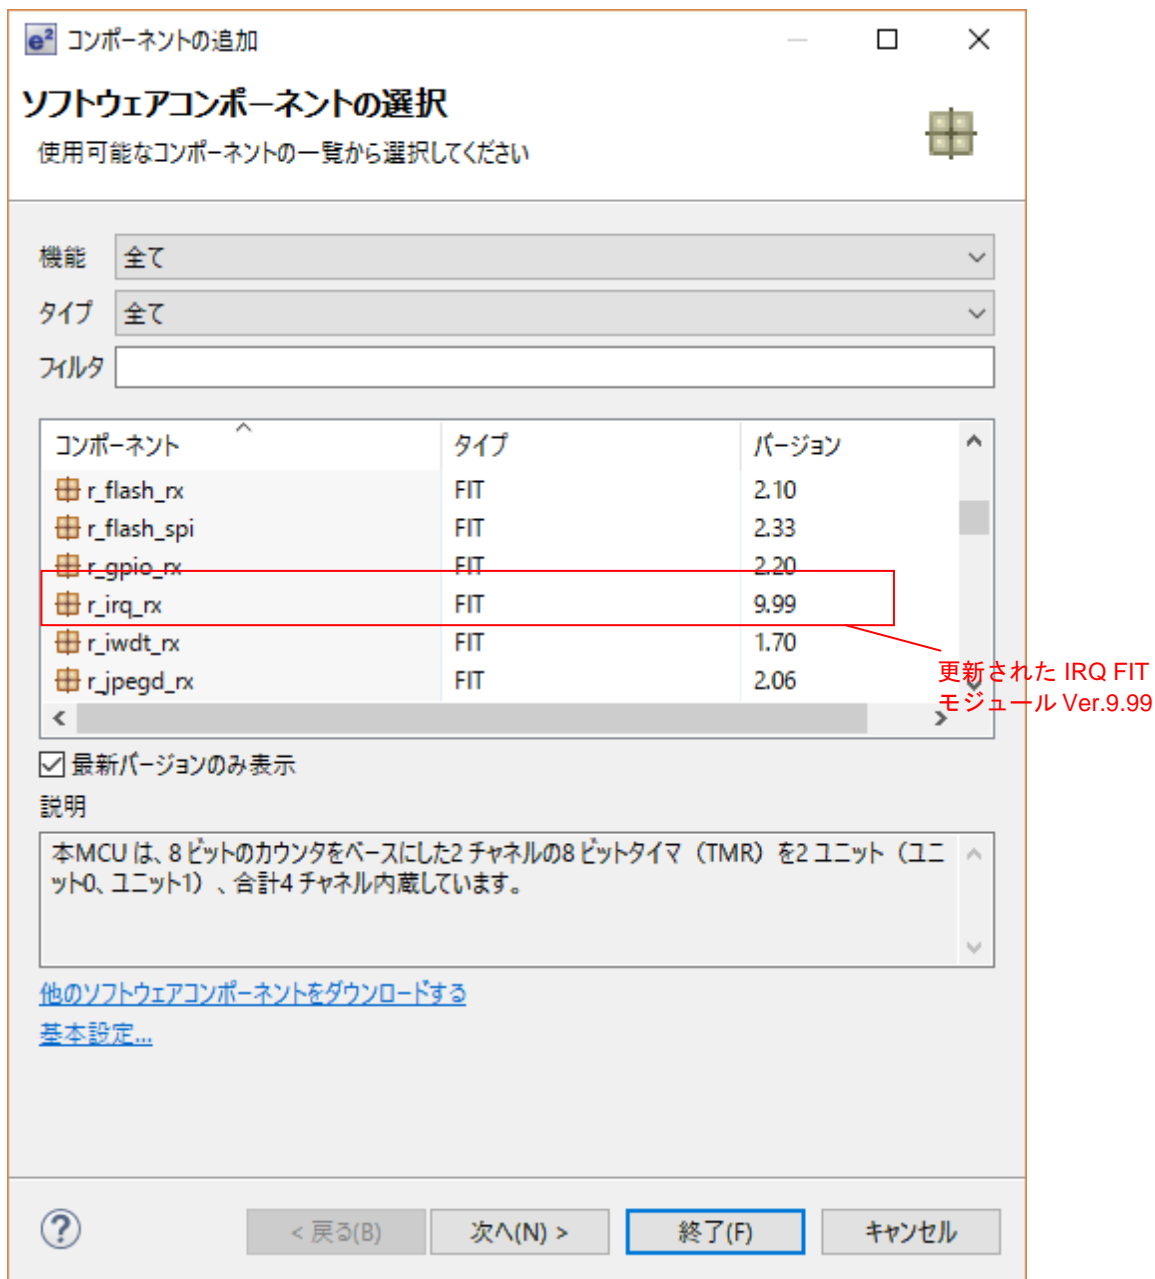 e² コンポーネントの追加
ソフトウェアコンポーネントの選択
使用可能なコンポーネントの一覧から選択してください
機能 全て
タイプ 全て
フィルタ
コンポーネント タイプ バージョン
r_flash_rx FIT 2.10
r_flash_spi FIT 2.33
r_gpio_rx FIT 2.20
r_irq_rx FIT 9.99
r_iwdt_rx FIT 1.70
r_jpegd_rx FIT 2.06
更新された IRQ FIT
モジュール Ver.9.99
最新バージョンのみ表示
説明
本MCU は、8 ビットのカウンタをベースにした2 チャネルの8 ビットタイマ（TMR）を2 ユニット（ユニ
ット0、ユニット1）、合計4 チャネル内蔵しています。
他のソフトウェアコンポーネントをダウンロードする
基本設定...
? < 戻る(B) 次へ(N) > 終了(F) キャンセル